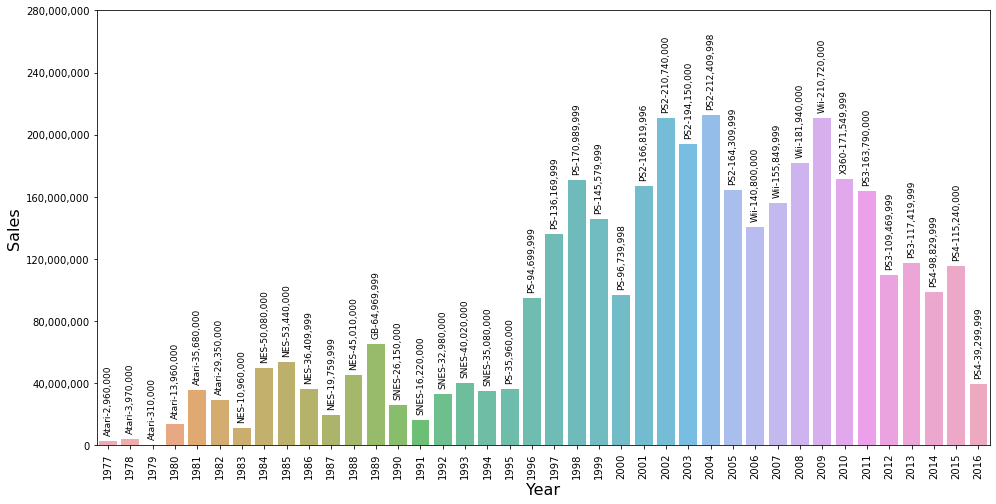 280,000,000
240,000,000
200,000,000
160,000,000
120,000,000
80,000,000
40,000,000
0
Sales
Atari-2,960,000
Atari-3,970,000
Atari-310,000
Atari-13,960,000
Atari-35,680,000
Atari-29,350,000
NES-10,960,000
NES-50,080,000
NES-53,440,000
NES-36,409,999
NES-19,759,999
NES-45,010,000
GB-64,969,999
SNES-26,150,000
SNES-16,220,000
SNES-32,980,000
SNES-40,020,000
SNES-35,080,000
PS-35,960,000
PS-94,699,999
PS-136,169,999
PS-170,989,999
PS-145,579,999
PS-96,739,998
PS2-166,819,996
PS2-210,740,000
PS2-194,150,000
PS2-212,409,998
PS2-164,309,999
Wii-140,800,000
Wii-155,849,999
Wii-181,940,000
Wii-210,720,000
X360-171,549,999
PS3-163,790,000
PS3-109,469,999
PS3-117,419,999
PS4-98,829,999
PS4-115,240,000
PS4-39,299,999
1977
1978
1979
1980
1981
1982
1983
1984
1985
1986
1987
1988
1989
1990
1991
1992
1993
1994
1995
1996
1997
1998
1999
2000
2001
2002
2003
2004
2005
2006
2007
2008
2009
2010
2011
2012
2013
2014
2015
2016
Year